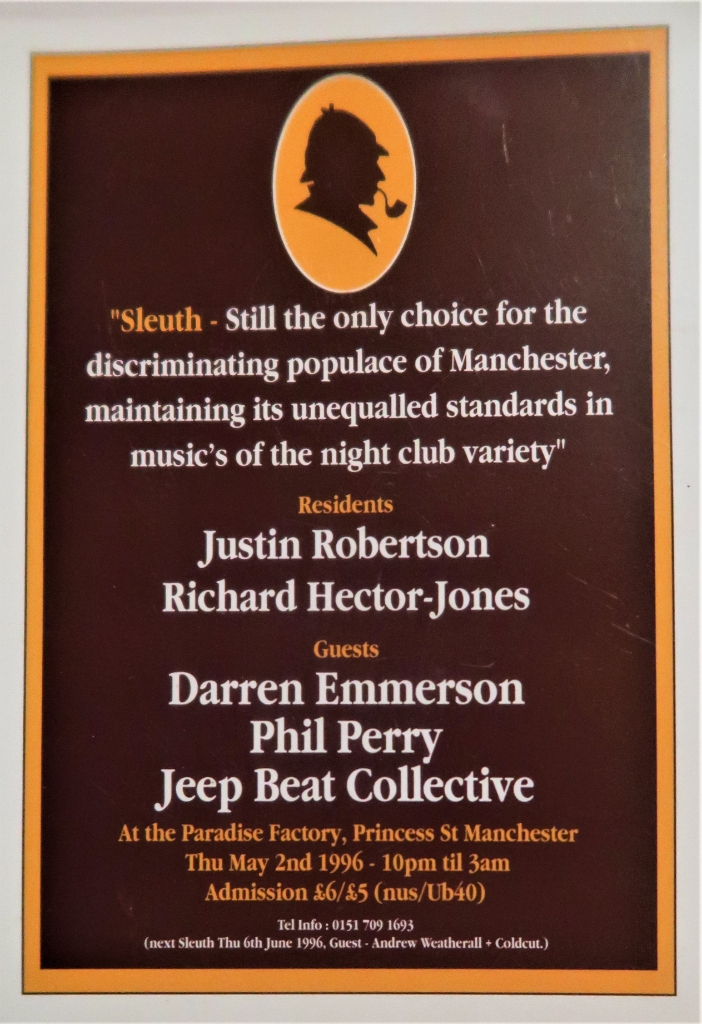 "Sleuth - Still the only choice for the
discriminating populace of Manchester,
maintaining its unequalled standards in
music's of the night club variety"
Residents
Justin Robertson
Richard Hector-Jones
Guests
Darren Emmerson
Phil Perry
Jeep Beat Collective
At the Paradise Factory, Princess St Manchester
Thu May 2nd 1996 - 10pm til 3am
Admission £6/£5 (nus/Ub40)
Tel Info : 0151 709 1693
(next Sleuth Thu 6th June 1996, Guest - Andrew Weatherall + Coldcut.)